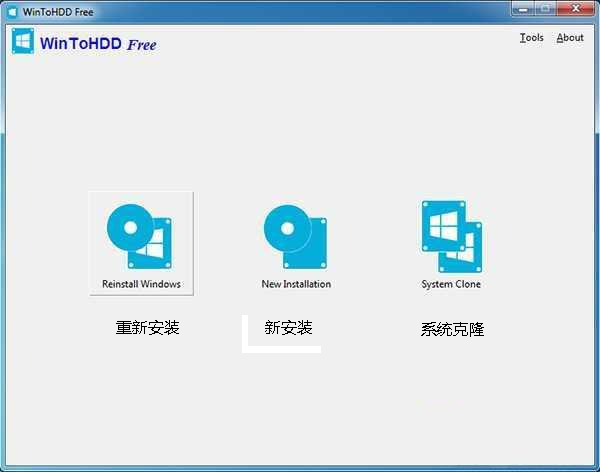 WinToHDD Free
WinToHDD Free
Tools About
Reinstall Windows
New Installation
System Clone
重新安装
新安装
系统克隆